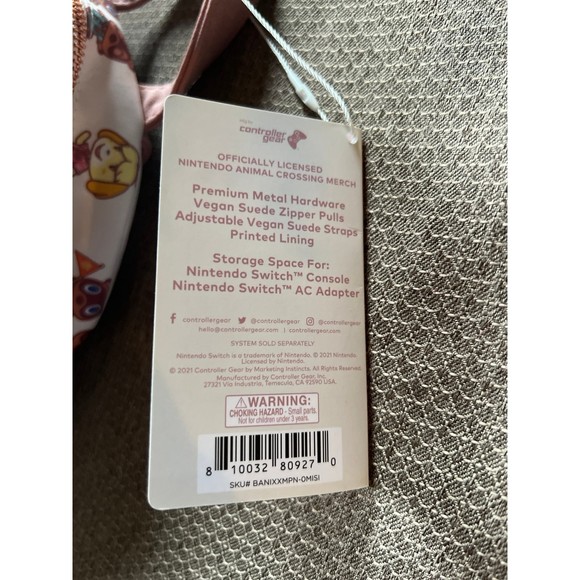 controller
gear
OFFICIALLY LICENSED
NINTENDO ANIMAL CROSSING MERCH
Premium Metal Hardware
Vegan Suede Zipper Pulls
Adjustable Vegan Suede Straps
Printed Lining
Storage Space For:
Nintendo Switch™ Console
Nintendo Switch™ AC Adapter
controllergear @controllergear controllergear
hello@controllergear.com | controllergear.com
SYSTEM SOLD SEPARATELY
Nintendo Switch is a trademark of Nintendo. © 2021 Nintendo.
Licensed by Nintendo.
© 2021 Controller Gear by Marketing Instincts. All Rights Reserved.
Manufactured by Controller Gear, Inc.
27321 Via Industria, Temecula, CA 92590 USA.
WARNING:
CHOKING HAZARD - Small parts.
Not for children under 3 years.
8 10032 80927 0
SKU# BANIXXMPN-0MISI